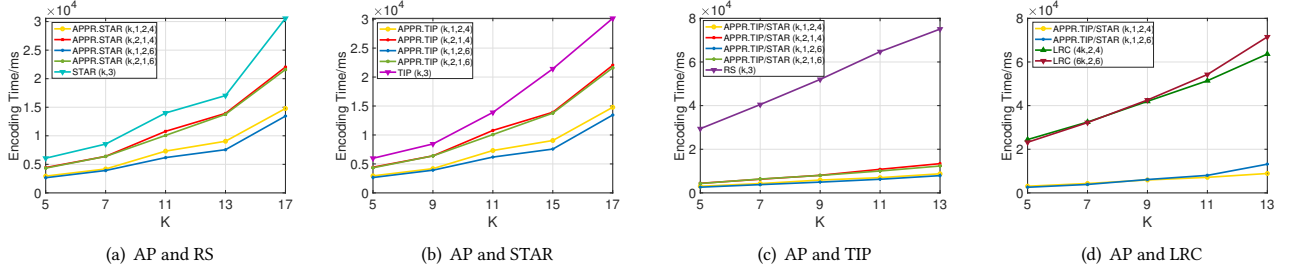 ×10⁴
3
2.5
2
1.5
1
0.5
0
Encoding Time/ms
5 7 11 13 17
K
APPR.STAR (k,1,2,4)
APPR.STAR (k,2,1,4)
APPR.STAR (k,1,2,6)
APPR.STAR (k,2,1,6)
STAR (k,3)
(a) AP and RS
×10⁴
3
2.5
2
1.5
1
0.5
0
Encoding Time/ms
5 9 11 13 17
K
APPR.TIP (k,1,2,4)
APPR.TIP (k,2,1,4)
APPR.TIP (k,1,2,6)
APPR.TIP (k,2,1,6)
TIP (k,3)
(b) AP and STAR
×10⁴
8
6
4
2
0
Encoding Time/ms
5 7 9 11 13
K
APPR.TIP/STAR (k,1,2,4)
APPR.TIP/STAR (k,2,1,4)
APPR.TIP/STAR (k,1,2,6)
APPR.TIP/STAR (k,2,1,6)
RS (k,3)
(c) AP and TIP
×10⁴
8
6
4
2
0
Encoding Time/ms
5 7 9 11 13
K
APPR.TIP/STAR (k,1,2,4)
APPR.TIP/STAR (k,1,2,6)
LRC (4k,2,4)
LRC (6k,2,6)
(d) AP and LRC